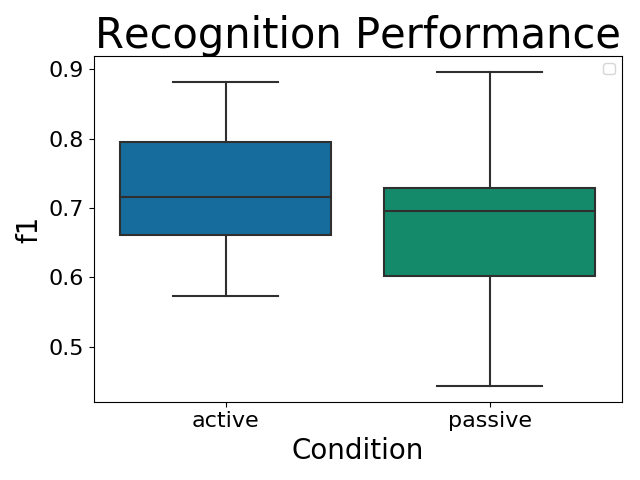 Recognition Performance
0.9
0.8
0.7
0.6
0.5
f1
active passive
Condition